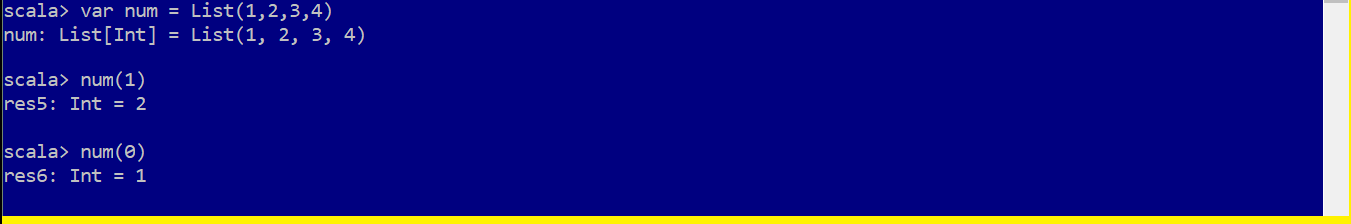 scala> var num = List(1,2,3,4)
num: List[Int] = List(1, 2, 3, 4)
scala> num(1)
res5: Int = 2
scala> num(0)
res6: Int = 1